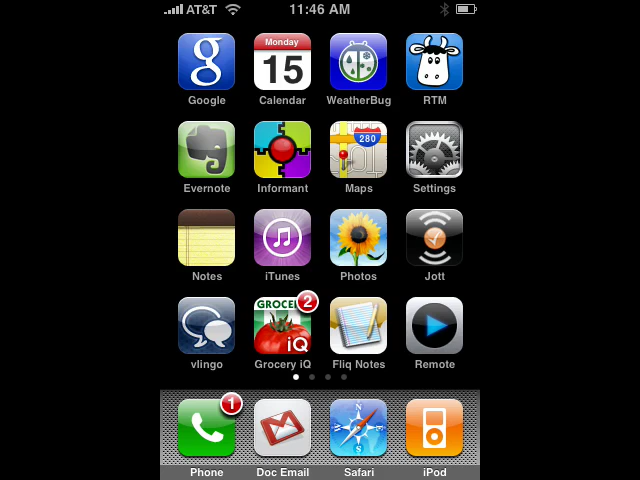 AT&T 11:46 AM
g Monday 15
Google Calendar WeatherBug RTM
280
Evernote Informant Maps Settings
Notes iTunes Photos Jott
GROCERY iQ 2
vlingo Grocery iQ Fliq Notes Remote
1 N E S W
Phone Doc Email Safari iPod